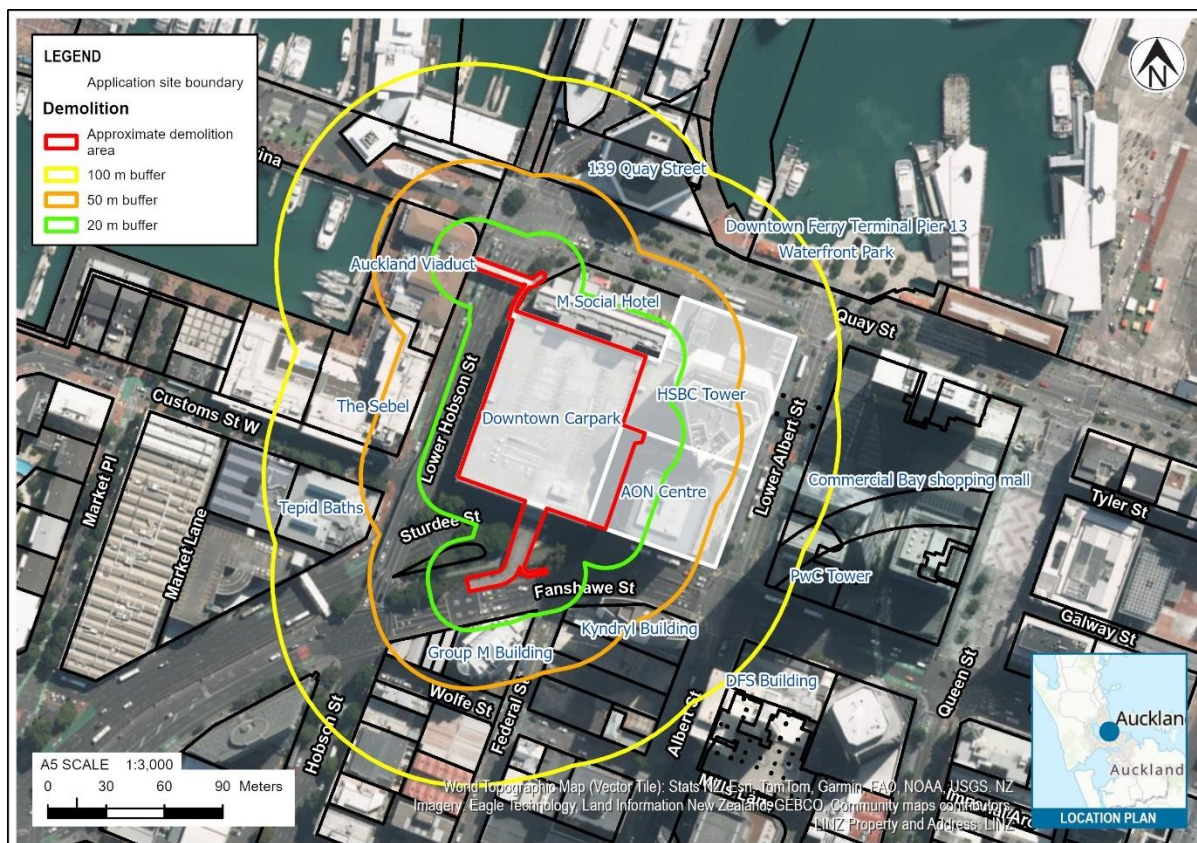 LEGEND
Application site boundary
Demolition
Approximate demolition
area
100 m buffer
50 m buffer
20 m buffer
N
139 Quay Street
Downtown Ferry Terminal Pier 13
Waterfront Park
Auckland Viaduct
M Social Hotel
Quay St
HSBC Tower
The Sebel
Lower Hobson St
Downtown Carpark
Lower Albert St
Customs St W
AON Centre
Commercial Bay shopping mall
Tyler St
Market Pl
Market Lane
Tepid Baths
Sturdee St
PwC Tower
Fanshawe St
Galway St
Kyndryl Building
Group M Building
DFS Building
Queen St
Wolfe St
Federal St
Albert St
Hobson St
Auckland
Auckland
LOCATION PLAN
A5 SCALE 1:3,000
0 30 60 90 Meters
World Topographic Map (Vector Tile): Stats NZ, Esri, TomTom, Garmin, FAO, NOAA, USGS. NZ
Imagery: Eagle Technology, Land Information New Zealand, GEBCO, Community maps contributors,
LINZ Property and Address: LINZ